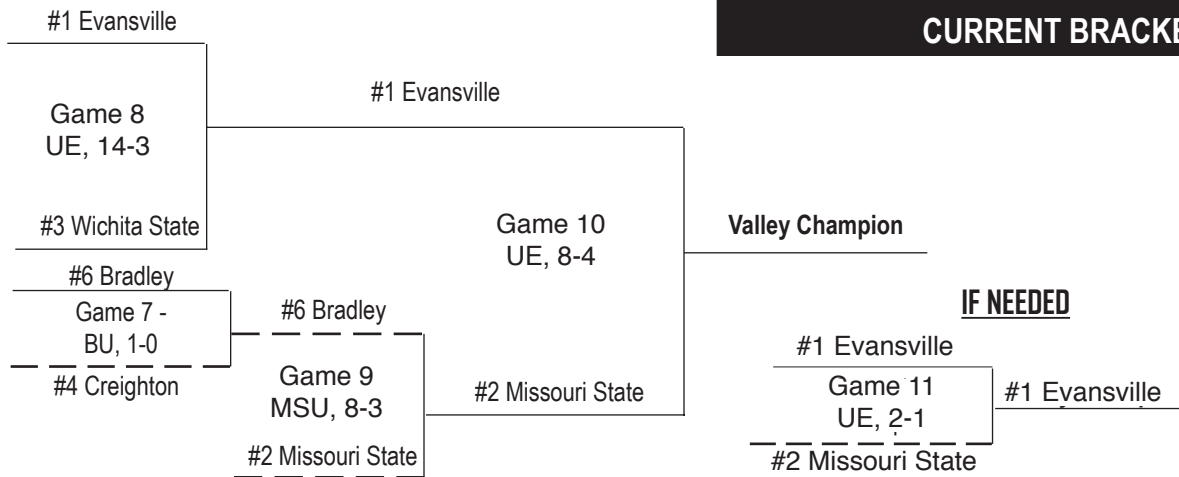 CURRENT BRACKE
#1 Evansville
Game 8
UE, 14-3
#3 Wichita State
#1 Evansville
#6 Bradley
Game 7 -
BU, 1-0
#4 Creighton
#6 Bradley
Game 9
MSU, 8-3
#2 Missouri State
Game 10
UE, 8-4
#2 Missouri State
Valley Champion
IF NEEDED
#1 Evansville
Game 11
UE, 2-1
#2 Missouri State
#1 Evansville